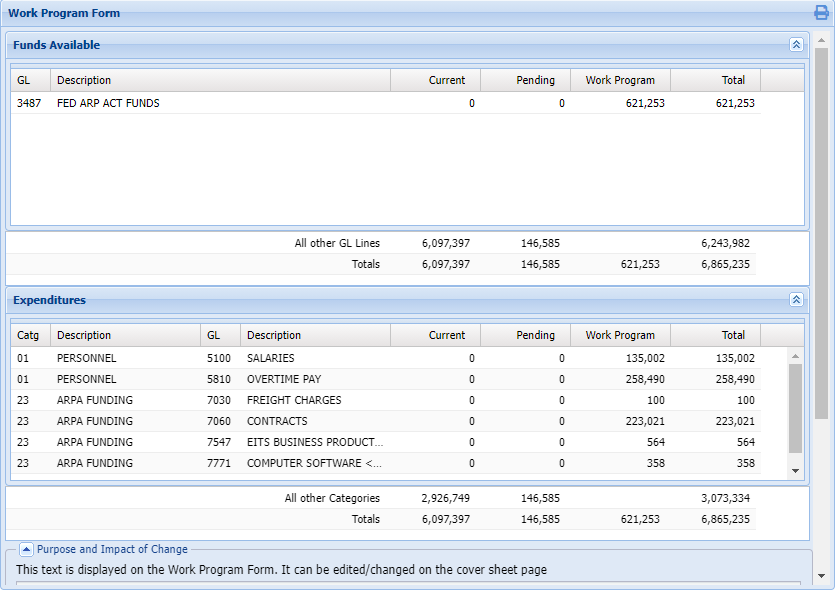 Work Program Form
Funds Available
GL Description Current Pending Work Program Total
3487 FED ARP ACT FUNDS 0 0 621,253 621,253
All other GL Lines 6,097,397 146,585 6,243,982
Totals 6,097,397 146,585 621,253 6,865,235
Expenditures
Catg Description GL Description Current Pending Work Program Total
01 PERSONNEL 5100 SALARIES 0 0 135,002 135,002
01 PERSONNEL 5810 OVERTIME PAY 0 0 258,490 258,490
23 ARPA FUNDING 7030 FREIGHT CHARGES 0 0 100 100
23 ARPA FUNDING 7060 CONTRACTS 0 0 223,021 223,021
23 ARPA FUNDING 7547 EITS BUSINESS PRODUCT... 0 0 564 564
23 ARPA FUNDING 7771 COMPUTER SOFTWARE <... 0 0 358 358
All other Categories 2,926,749 146,585 3,073,334
Totals 6,097,397 146,585 621,253 6,865,235
Purpose and Impact of Change
This text is displayed on the Work Program Form. It can be edited/changed on the cover sheet page